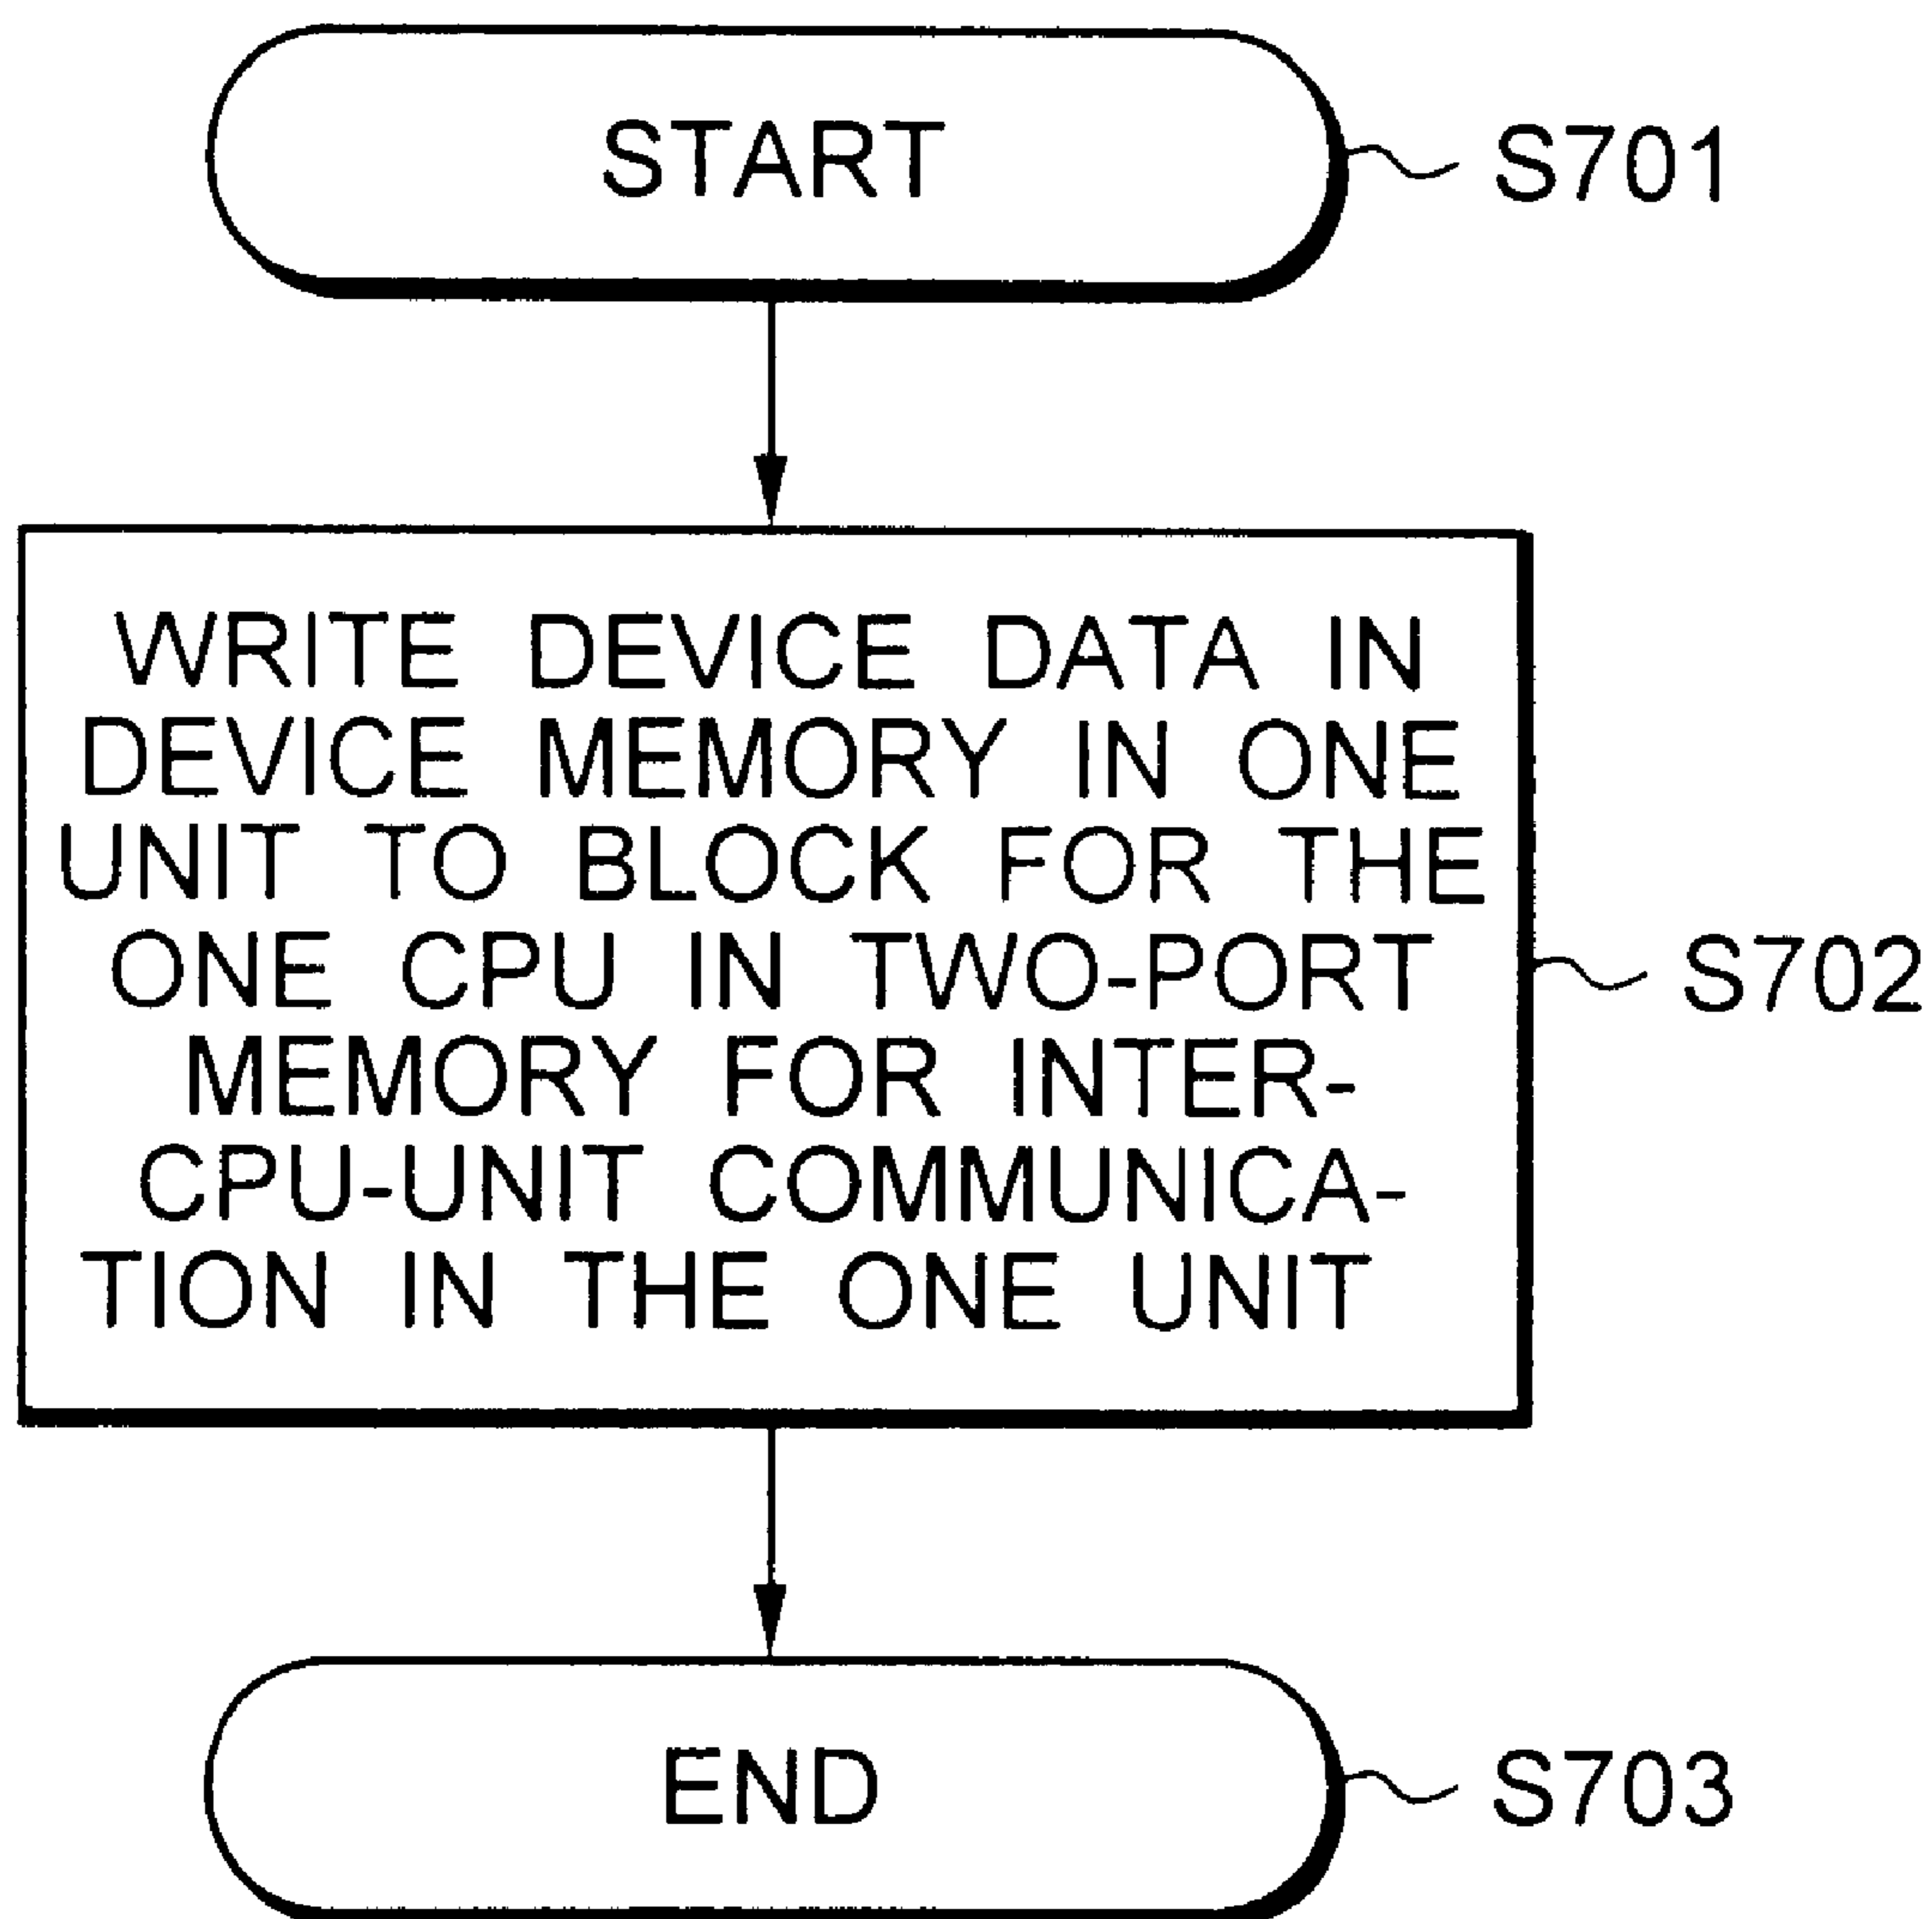 START
S701
WRITE DEVICE DATA IN
DEVICE MEMORY IN ONE
UNIT TO BLOCK FOR THE
ONE CPU IN TWO-PORT
MEMORY FOR INTER-
CPU-UNIT COMMUNICA-
TION IN THE ONE UNIT
S702
END
S703